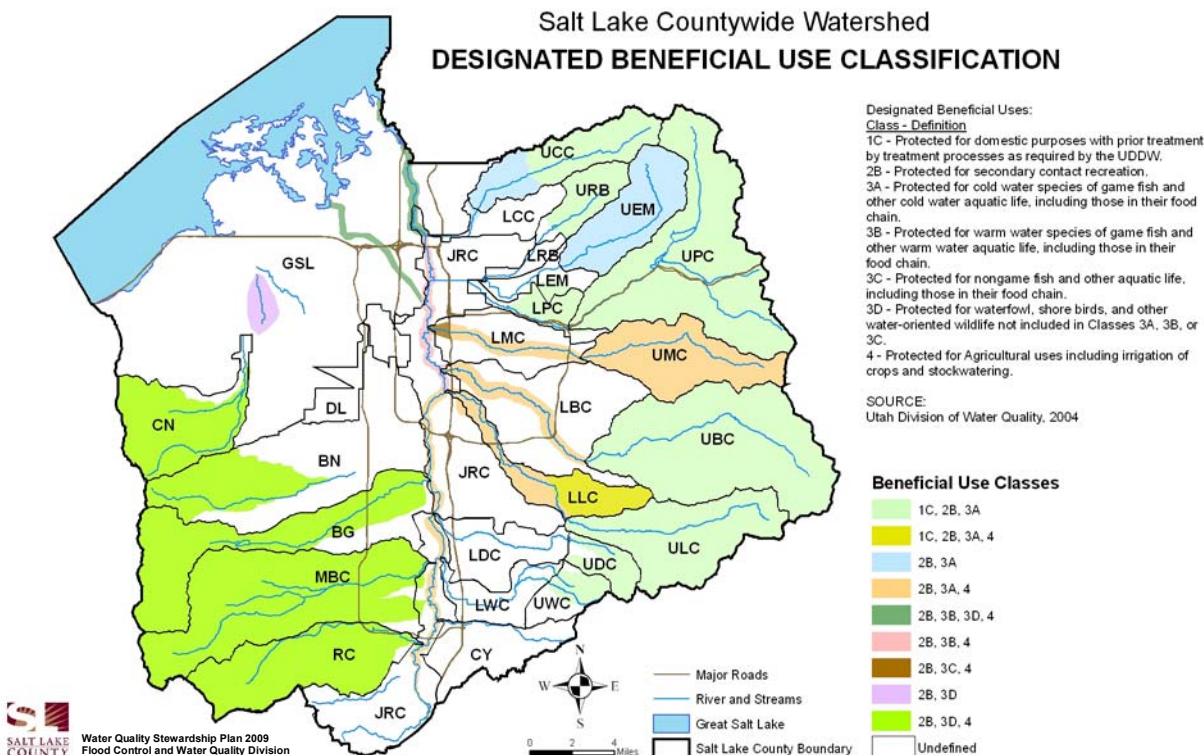 Salt Lake Countywide Watershed
DESIGNATED BENEFICIAL USE CLASSIFICATION
Designated Beneficial Uses:
Class - Definition
1C - Protected for domestic purposes with prior treatment
by treatment processes as required by the UDDW.
2B - Protected for secondary contact recreation.
3A - Protected for cold water species of game fish and
other cold water aquatic life, including those in their food
chain.
3B - Protected for warm water species of game fish and
other warm water aquatic life, including those in their
food chain.
3C - Protected for nongame fish and other aquatic life,
including those in their food chain.
3D - Protected for waterfowl, shore birds, and other
water-oriented wildlife not included in Classes 3A, 3B, or
3C.
4 - Protected for Agricultural uses including irrigation of
crops and stockwatering.
SOURCE:
Utah Division of Water Quality, 2004
UCC
URB
UEM
LCC
JRC
LRB
UPC
GSL
LEM
LPC
LMC
UMC
DL
LBC
CN
UBC
BN
JRC
LLC
BG
ULC
LDC
UDC
MBC
LWC
UWC
RC
CY
JRC
Beneficial Use Classes
1C, 2B, 3A
1C, 2B, 3A, 4
2B, 3A
2B, 3A, 4
2B, 3B, 3D, 4
2B, 3B, 4
2B, 3C, 4
2B, 3D
2B, 3D, 4
Undefined
N
W E
S
0 2 4 Miles
Major Roads
River and Streams
Great Salt Lake
Salt Lake County Boundary
SL
SALT LAKE
COUNTY
Water Quality Stewardship Plan 2009
Flood Control and Water Quality Division